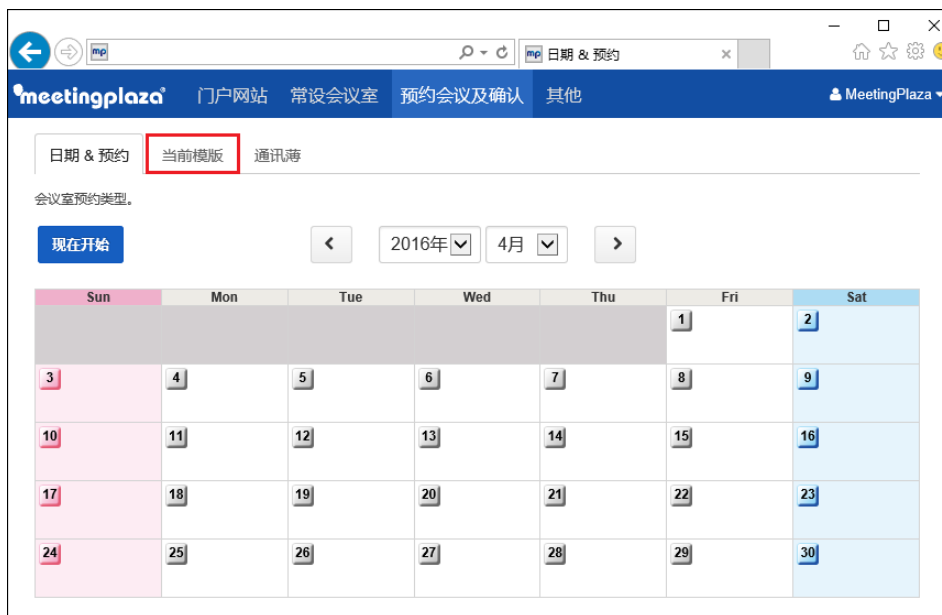 mp
mp 日期 & 预约
meetingplaza 门户网站 常设会议室 预约会议及确认 其他 MeetingPlaza
日期 & 预约 当前模版 通讯薄
会议室预约类型。
现在开始 2016年 4月
Sun Mon Tue Wed Thu Fri Sat
1 2
3 4 5 6 7 8 9
10 11 12 13 14 15 16
17 18 19 20 21 22 23
24 25 26 27 28 29 30